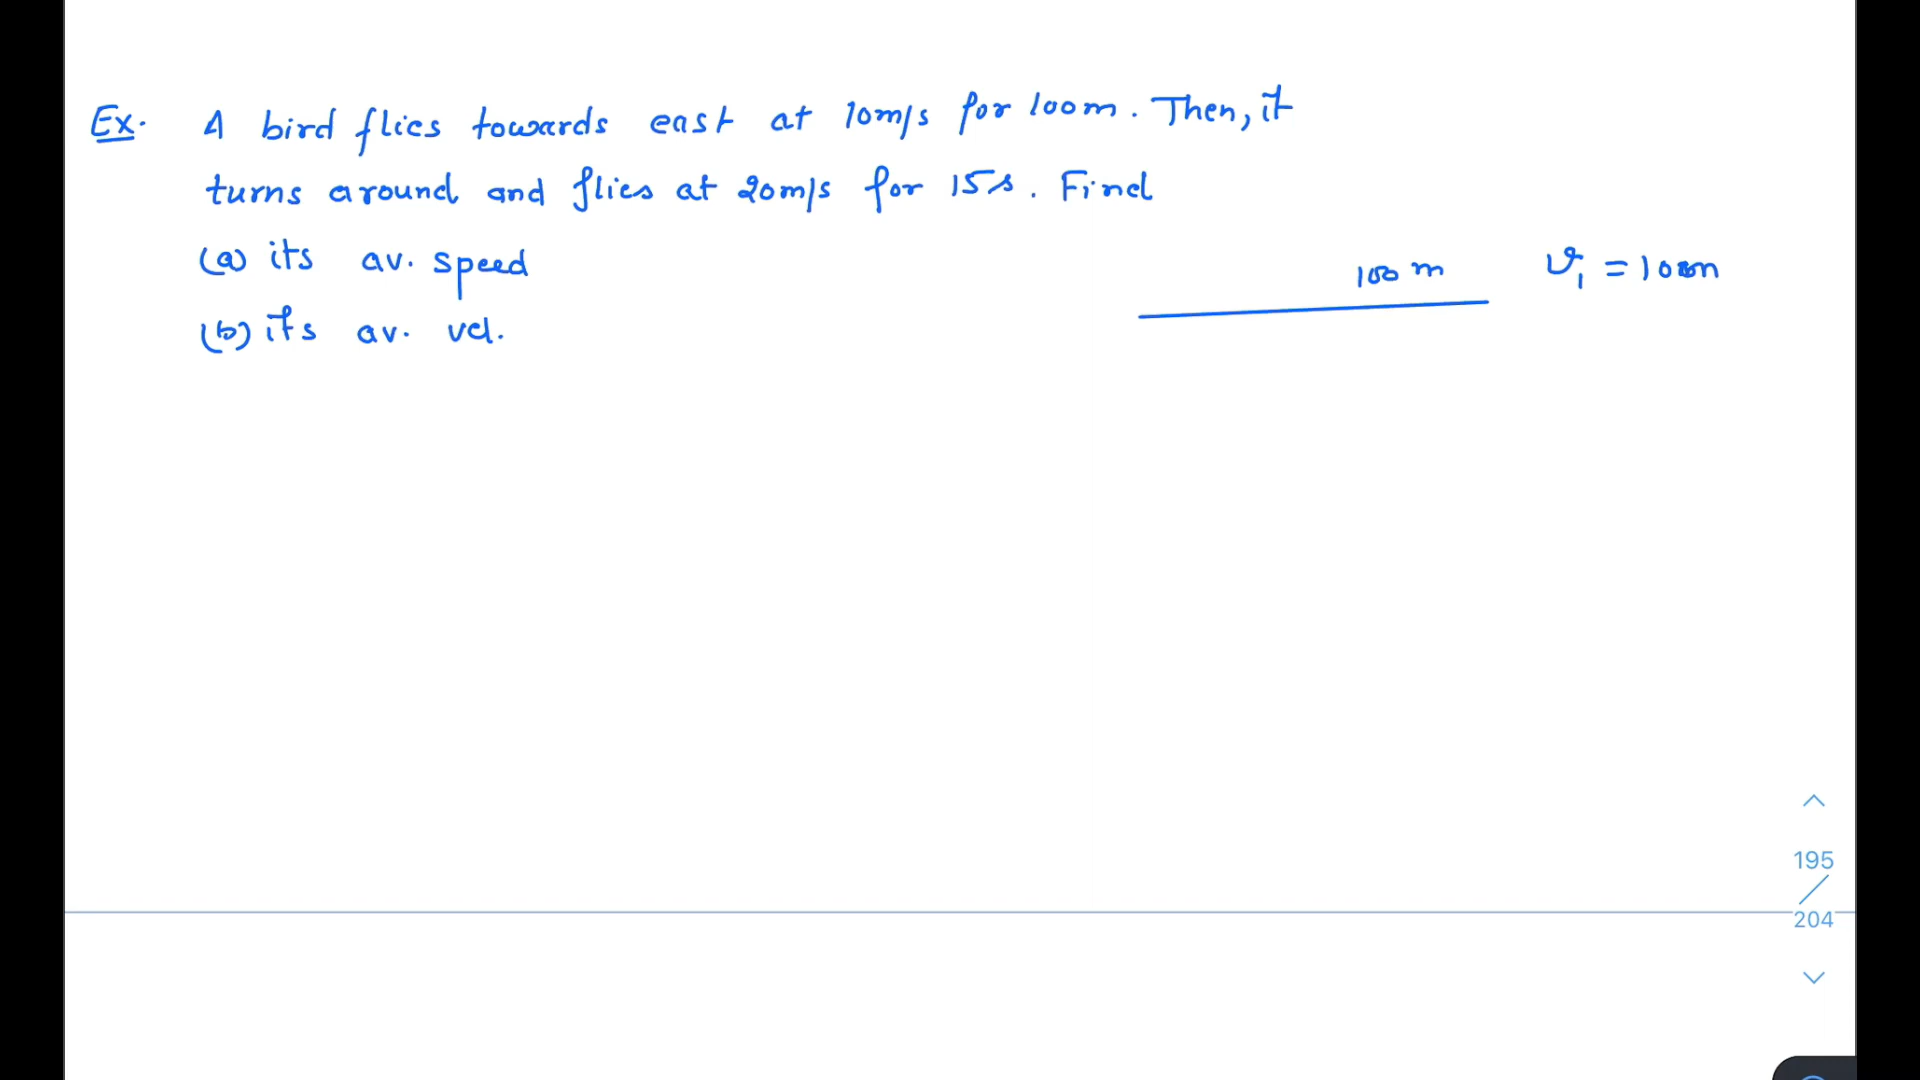 Ex. A bird flies towards east at 10m/s for 100m. Then, it
turns around and flies at 20m/s for 15s. Find
(a) its av. speed
(b) its av. vel.
100 m
v₁ = 10
195
/
204